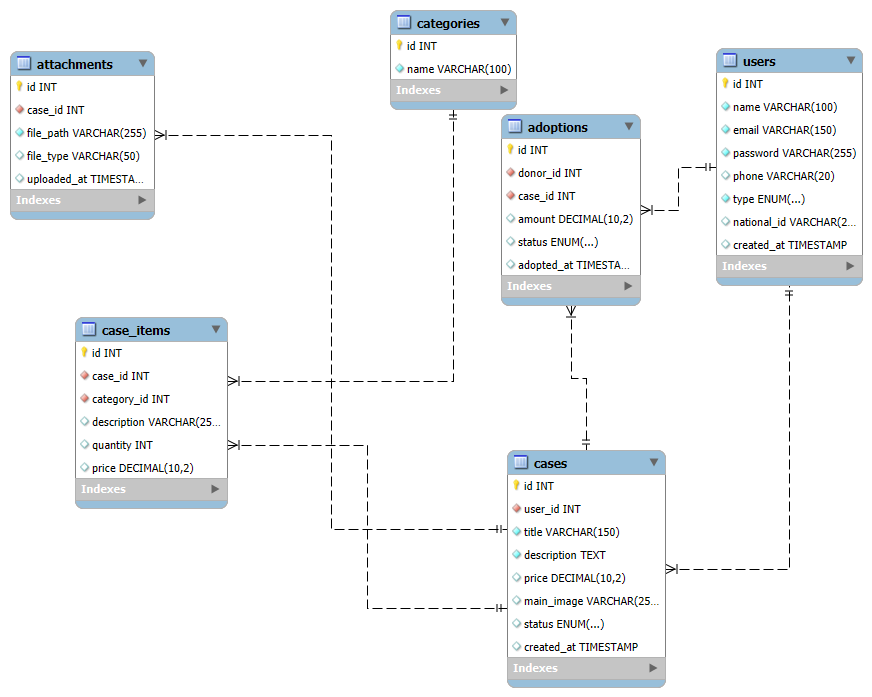 categories
id INT
name VARCHAR(100)
Indexes
attachments
id INT
case_id INT
file_path VARCHAR(255)
file_type VARCHAR(50)
uploaded_at TIMESTA...
Indexes
users
id INT
name VARCHAR(100)
email VARCHAR(150)
password VARCHAR(255)
phone VARCHAR(20)
type ENUM(...)
national_id VARCHAR(2...
created_at TIMESTAMP
Indexes
adoptions
id INT
donor_id INT
case_id INT
amount DECIMAL(10,2)
status ENUM(...)
adopted_at TIMESTA...
Indexes
case_items
id INT
case_id INT
category_id INT
description VARCHAR(25...
quantity INT
price DECIMAL(10,2)
Indexes
cases
id INT
user_id INT
title VARCHAR(150)
description TEXT
price DECIMAL(10,2)
main_image VARCHAR(25...
status ENUM(...)
created_at TIMESTAMP
Indexes